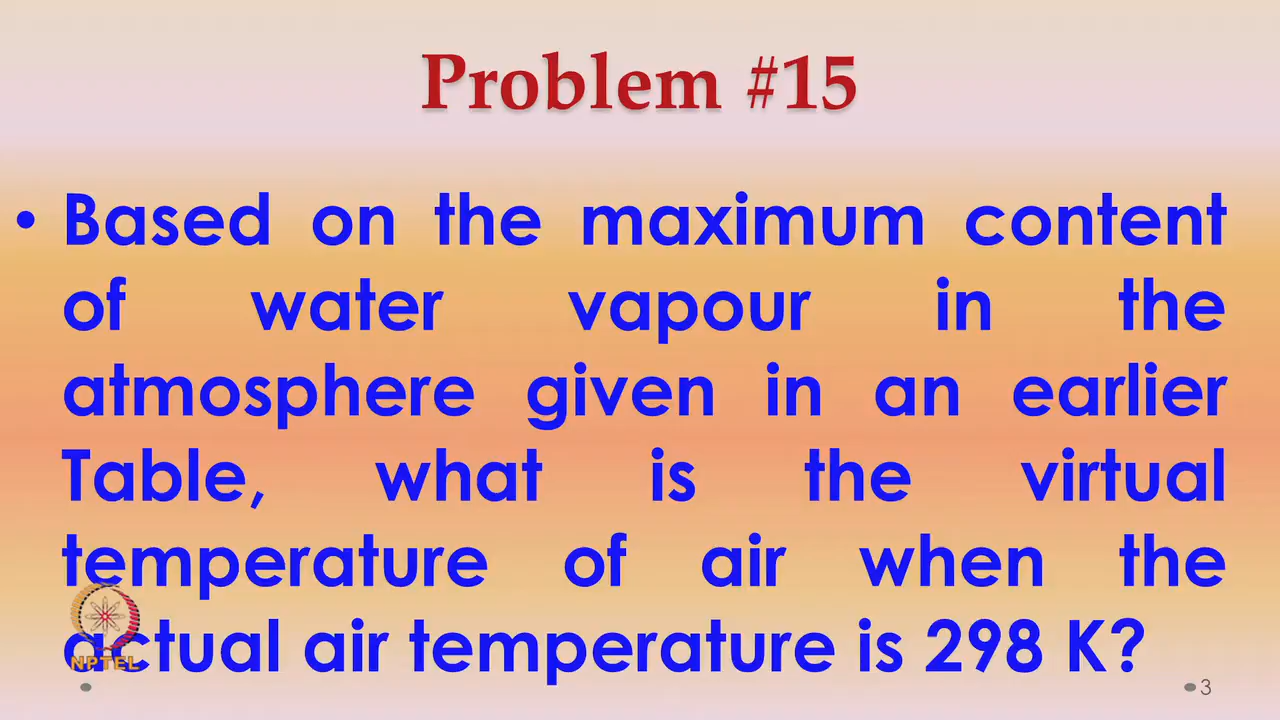 Problem #15
• Based on the maximum content
of water vapour in the
atmosphere given in an earlier
Table, what is the virtual
temperature of air when the
actual air temperature is 298 K?
NPTEL
3